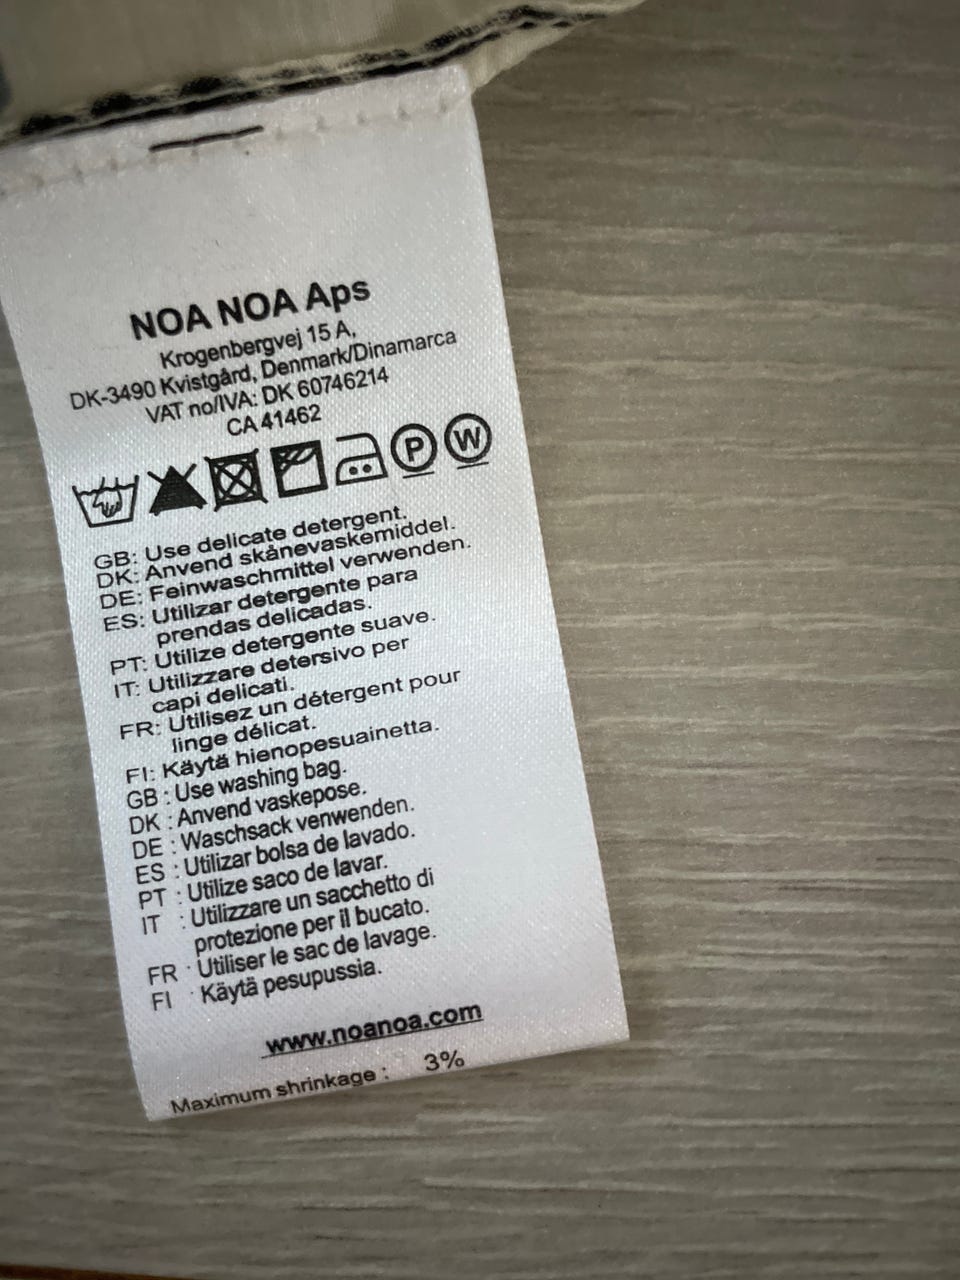 NOA NOA Aps
Krogenbergvej 15 A,
DK-3490 Kvistgård, Denmark/Dinamarca
VAT no/IVA: DK 60746214
CA 41462
P W
GB: Use delicate detergent.
DK: Anvend skånevaskemiddel.
DE: Feinwaschmittel verwenden.
ES: Utilizar detergente para
prendas delicadas.
PT: Utilize detergente suave.
IT: Utilizzare detersivo per
capi delicati.
FR: Utilisez un détergent pour
linge délicat.
FI: Käytä hienopesuainetta.
GB : Use washing bag.
DK : Anvend vaskepose.
DE : Waschsack verwenden.
ES : Utilizar bolsa de lavado.
PT : Utilize saco de lavar.
IT : Utilizzare un sacchetto di
protezione per il bucato.
FR : Utiliser le sac de lavage.
FI : Käytä pesupussia.
www.noanoa.com
Maximum shrinkage : 3%